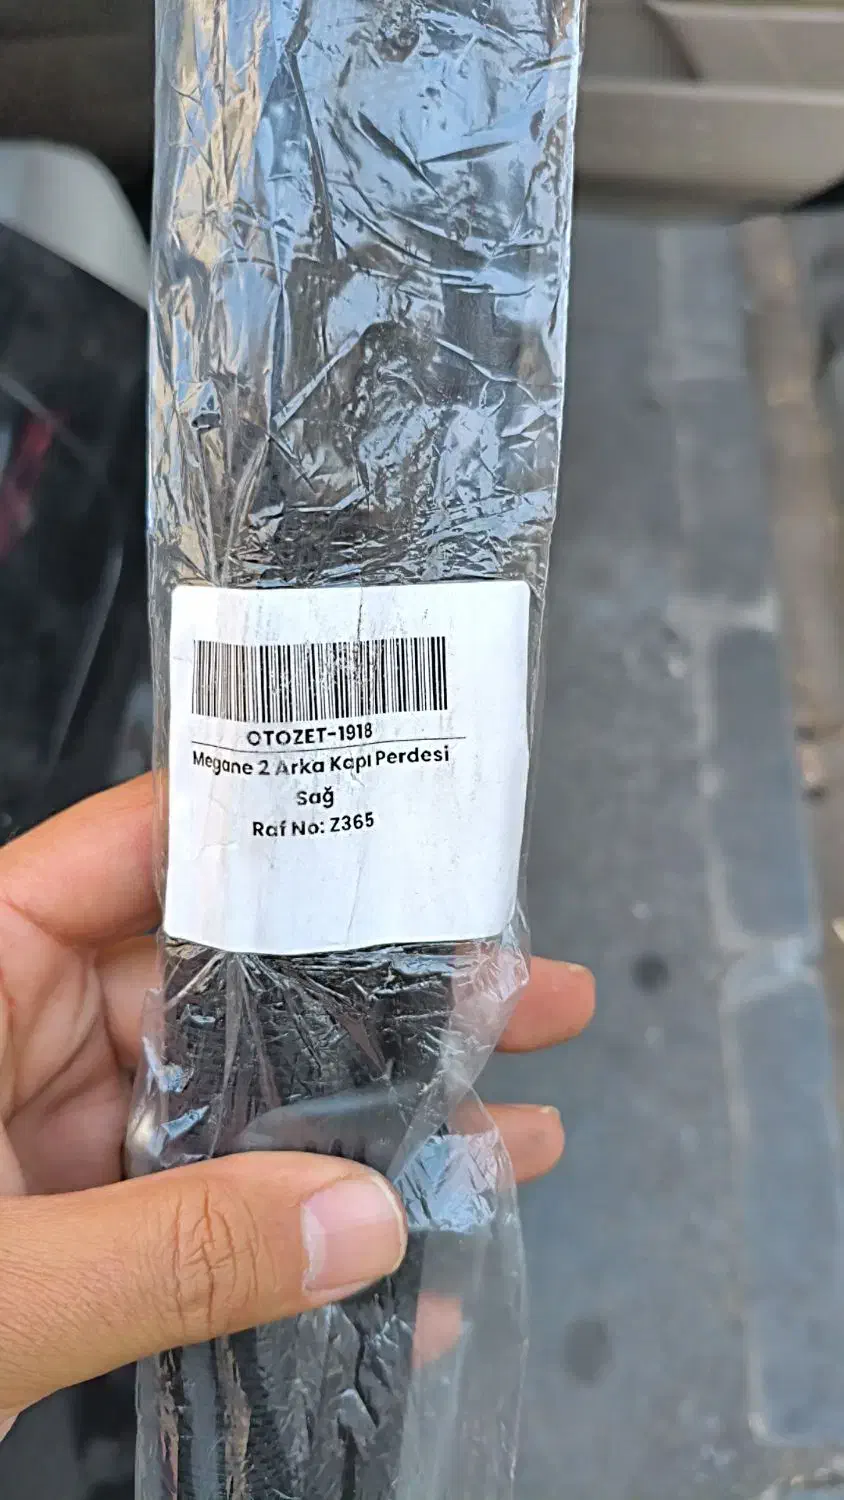 OTOZET-1918
Megane 2 Arka Kapı Perdesi
Sağ
Raf No: Z365